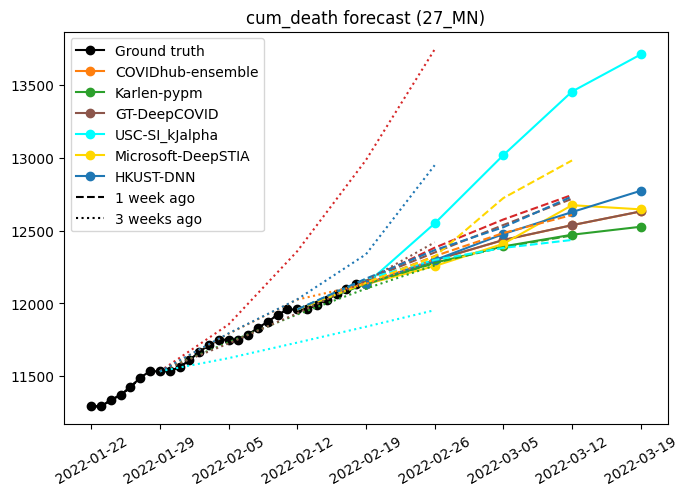 cum_death forecast (27_MN)
Ground truth
COVIDhub-ensemble
Karlen-pypm
GT-DeepCOVID
USC-SI_kJalpha
Microsoft-DeepSTIA
HKUST-DNN
1 week ago
3 weeks ago
13500
13000
12500
12000
11500
2022-01-22
2022-01-29
2022-02-05
2022-02-12
2022-02-19
2022-02-26
2022-03-05
2022-03-12
2022-03-19